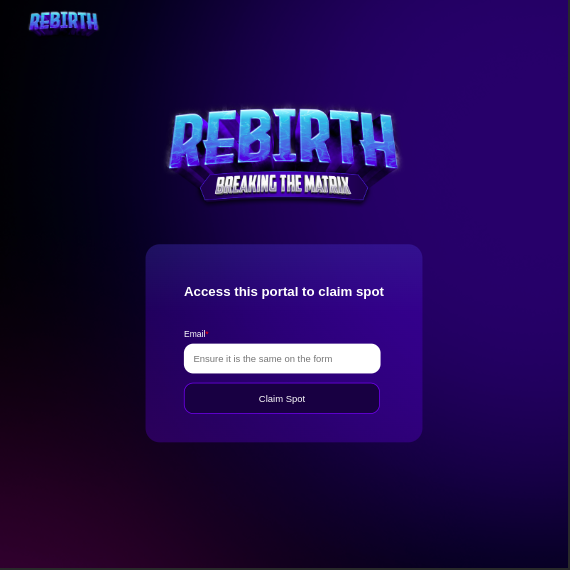 REBIRTH
REBIRTH
BREAKING THE MATRIX
Access this portal to claim spot
Email*
Ensure it is the same on the form
Claim Spot